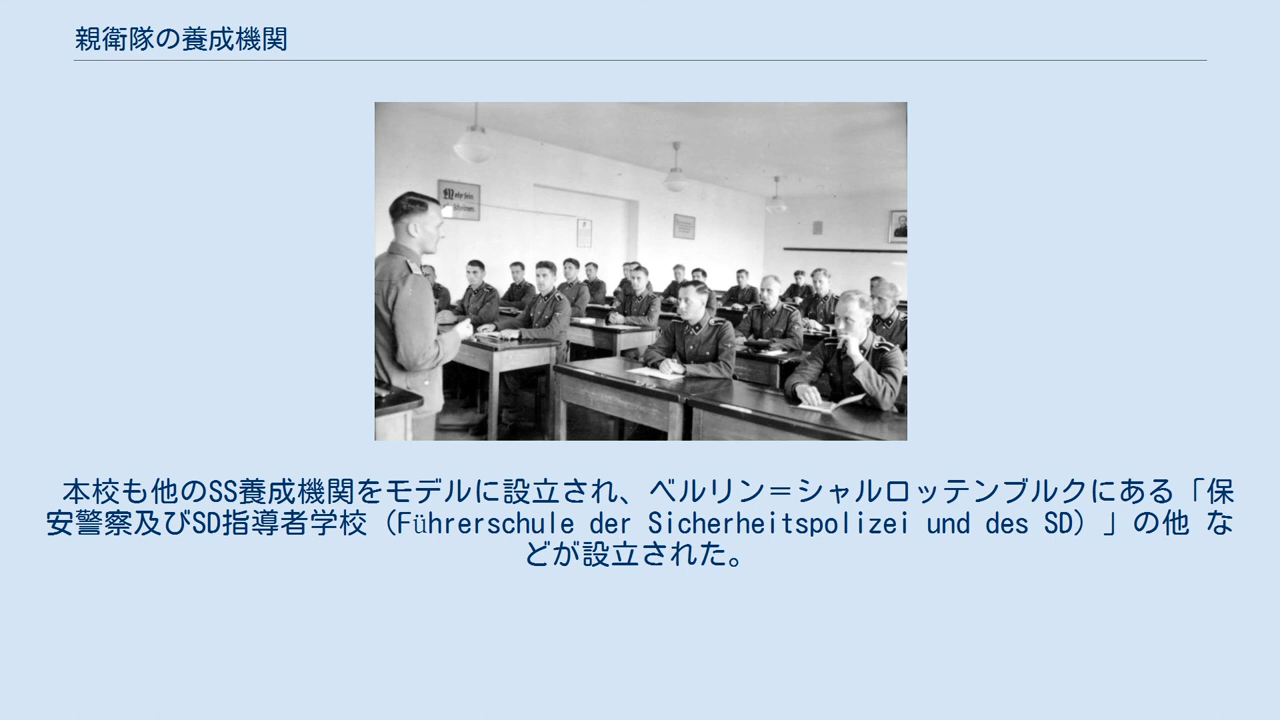 親衛隊の養成機関
Mehr sein
本校も他のSS養成機関をモデルに設立され、ベルリン＝シャルロッテンブルクにある「保
安警察及びSD指導者学校（Führerschule der Sicherheitspolizei und des SD）」の他 な
どが設立された。